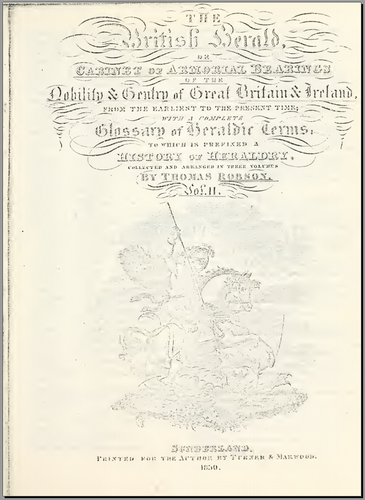 THE
British Herald,
OR
CABINET OF ARMORIAL BEARINGS
OF THE
Nobility & Gentry of Great Britain & Ireland,
FROM THE EARLIEST TO THE PRESENT TIME;
WITH A COMPLETE
Glossary of Heraldic Terms:
TO WHICH IS PREFIXED A
HISTORY OF HERALDRY,
COLLECTED AND ARRANGED IN THREE VOLUMES
BY THOMAS ROBSON.
Vol. II.
SUNDERLAND.
PRINTED FOR THE AUTHOR BY TURNER & MARWOOD.
1830.